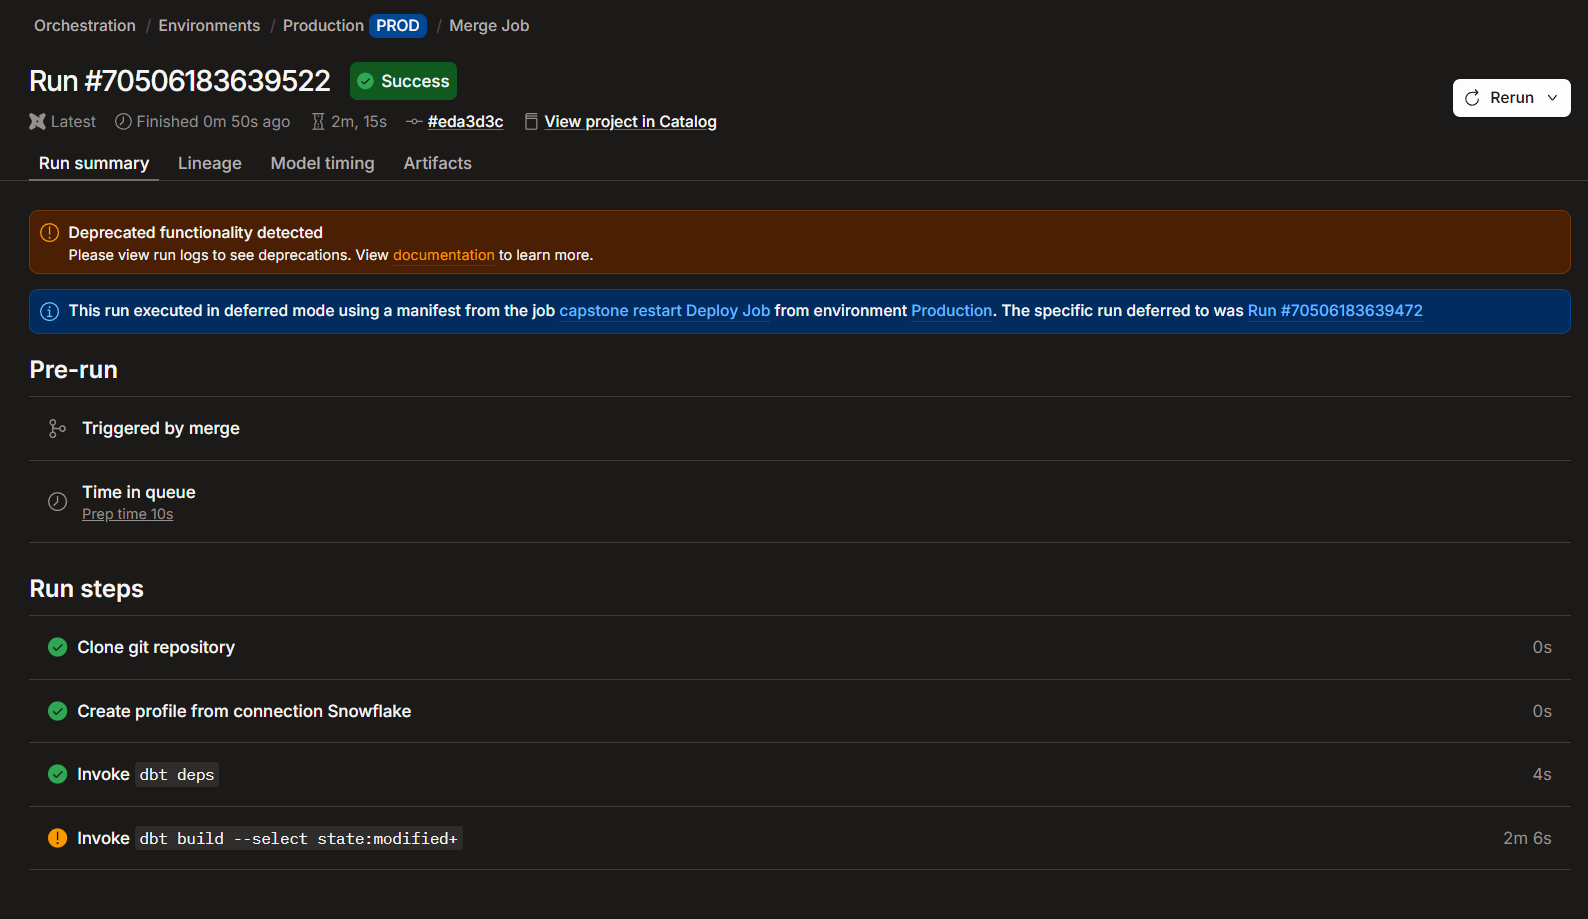 Orchestration / Environments / Production PROD / Merge Job
Run #70506183639522 Success
Rerun
Latest Finished 0m 50s ago 2m, 15s #eda3d3c View project in Catalog
Run summary Lineage Model timing Artifacts
Deprecated functionality detected
Please view run logs to see deprecations. View documentation to learn more.
This run executed in deferred mode using a manifest from the job capstone restart Deploy Job from environment Production. The specific run deferred to was Run #70506183639472
Pre-run
Triggered by merge
Time in queue
Prep time 10s
Run steps
Clone git repository 0s
Create profile from connection Snowflake 0s
Invoke dbt deps 4s
Invoke dbt build --select state:modified+ 2m 6s